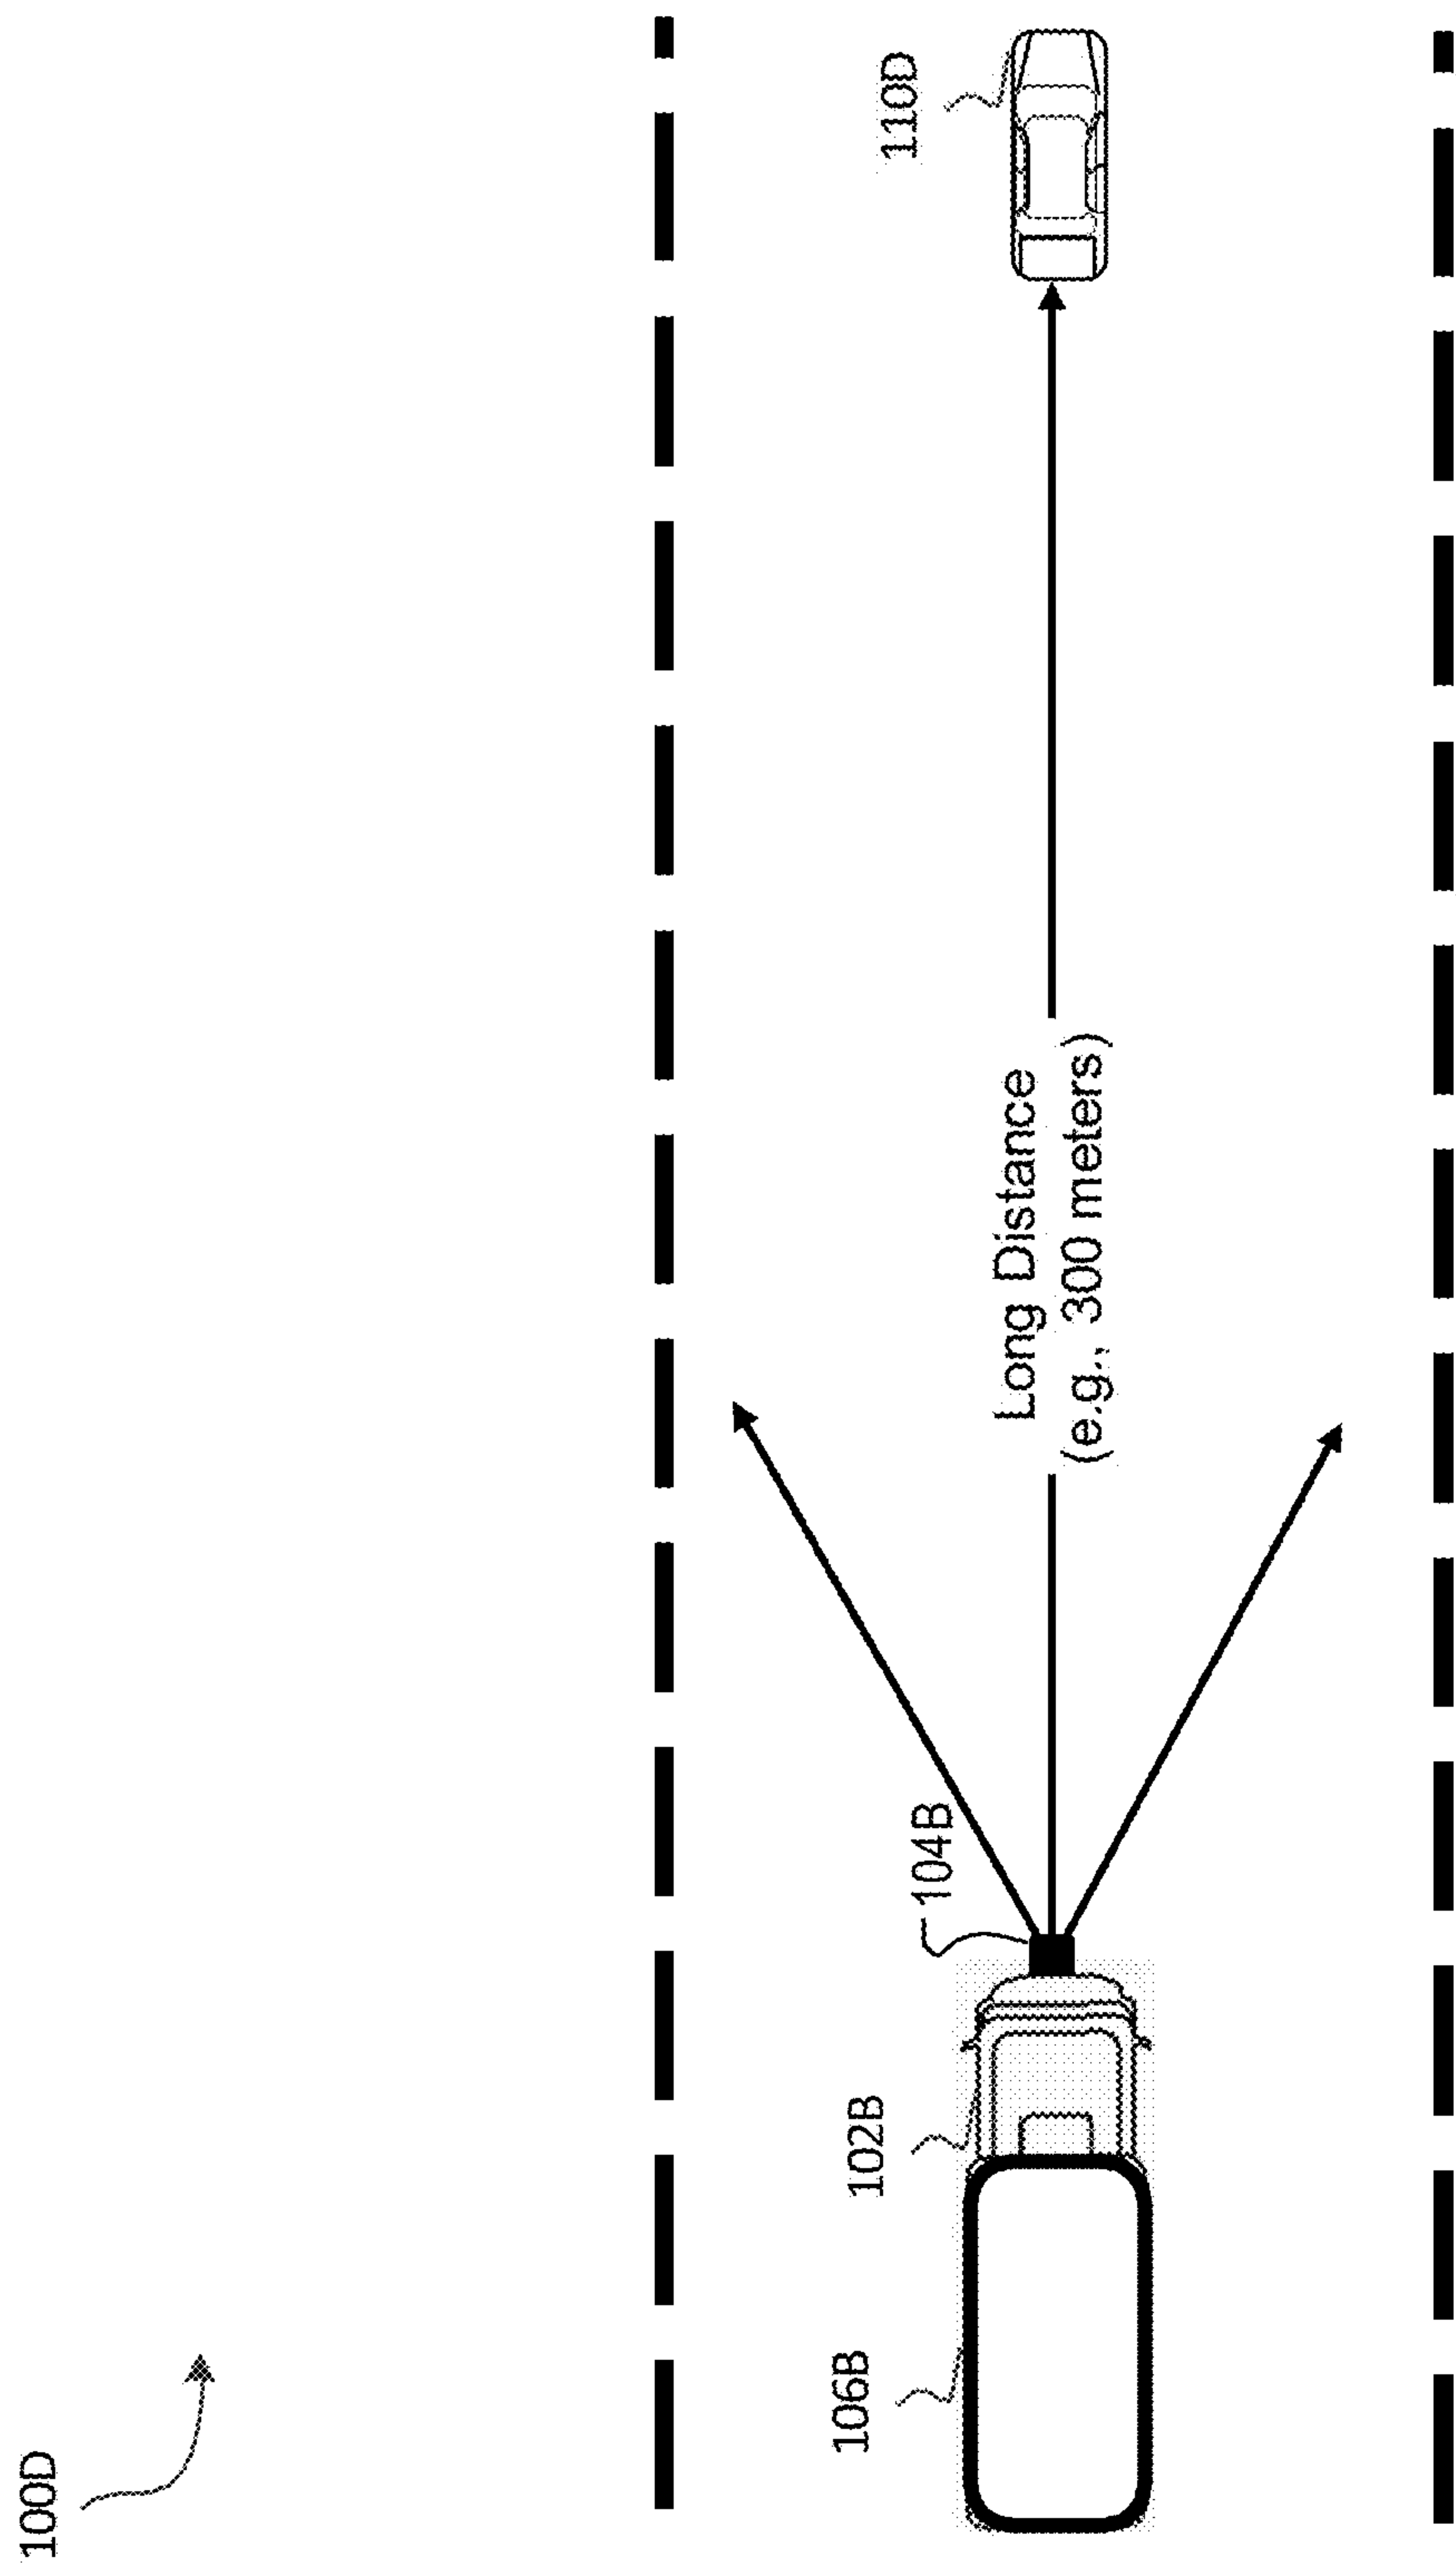 100D
110D
Long Distance
(e.g., 300 meters)
104B
102B
106B